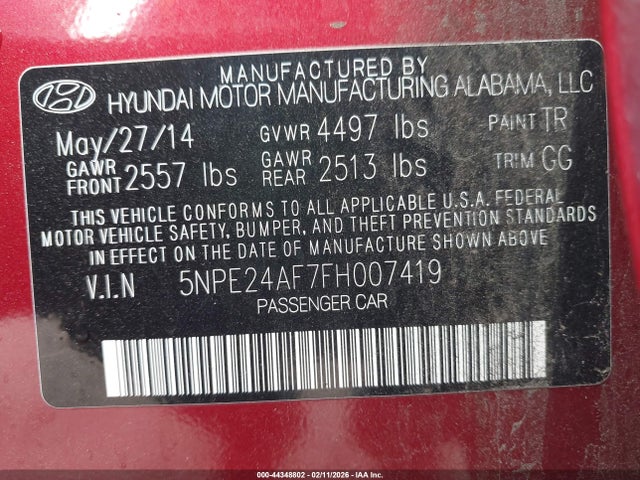 MANUFACTURED BY
HYUNDAI MOTOR MANUFACTURING ALABAMA, LLC
May/27/14 GVWR 4497 lbs PAINT TR
GAWR FRONT 2557 lbs GAWR REAR 2513 lbs TRIM GG
THIS VEHICLE CONFORMS TO ALL APPLICABLE U.S.A. FEDERAL
MOTOR VEHICLE SAFETY, BUMPER, AND THEFT PREVENTION STANDARDS
IN EFFECT ON THE DATE OF MANUFACTURE SHOWN ABOVE
V.I.N 5NPE24AF7FH007419
PASSENGER CAR
000-44348802 - 02/11/2026 - IAA Inc.